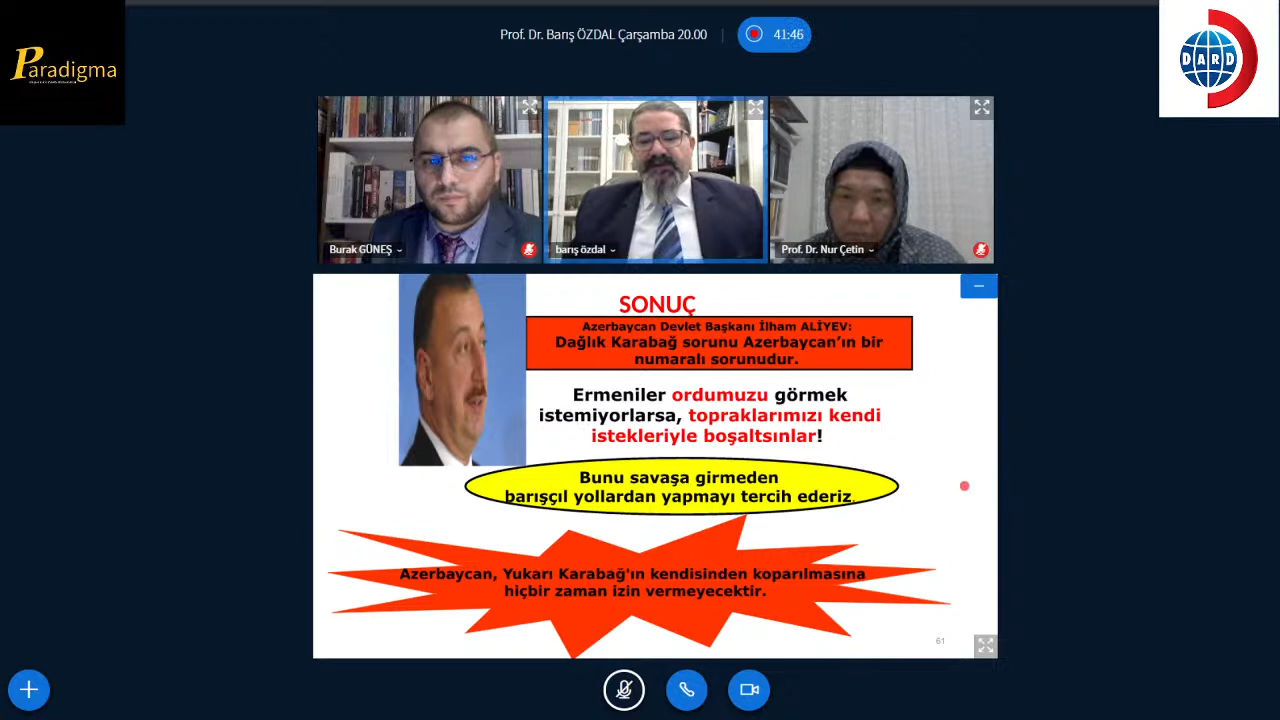 Prof. Dr. Barış ÖZDAL Çarşamba 20.00
41:46
Paradigma
DARD
Burak GÜNEŞ
barış özdal
Prof. Dr. Nur Çetin
SONUÇ
Azerbaycan Devlet Başkanı İlham ALİYEV:
Dağlık Karabağ sorunu Azerbaycan’ın bir
numaralı sorunudur.
Ermeniler ordumuzu görmek
istemiyorlarsa, topraklarımızı kendi
istekleriyle boşaltsınlar!
Bunu savaşa girmeden
barışçıl yollardan yapmayı tercih ederiz.
Azerbaycan, Yukarı Karabağ'ın kendisinden koparılmasına
hiçbir zaman izin vermeyecektir.
61